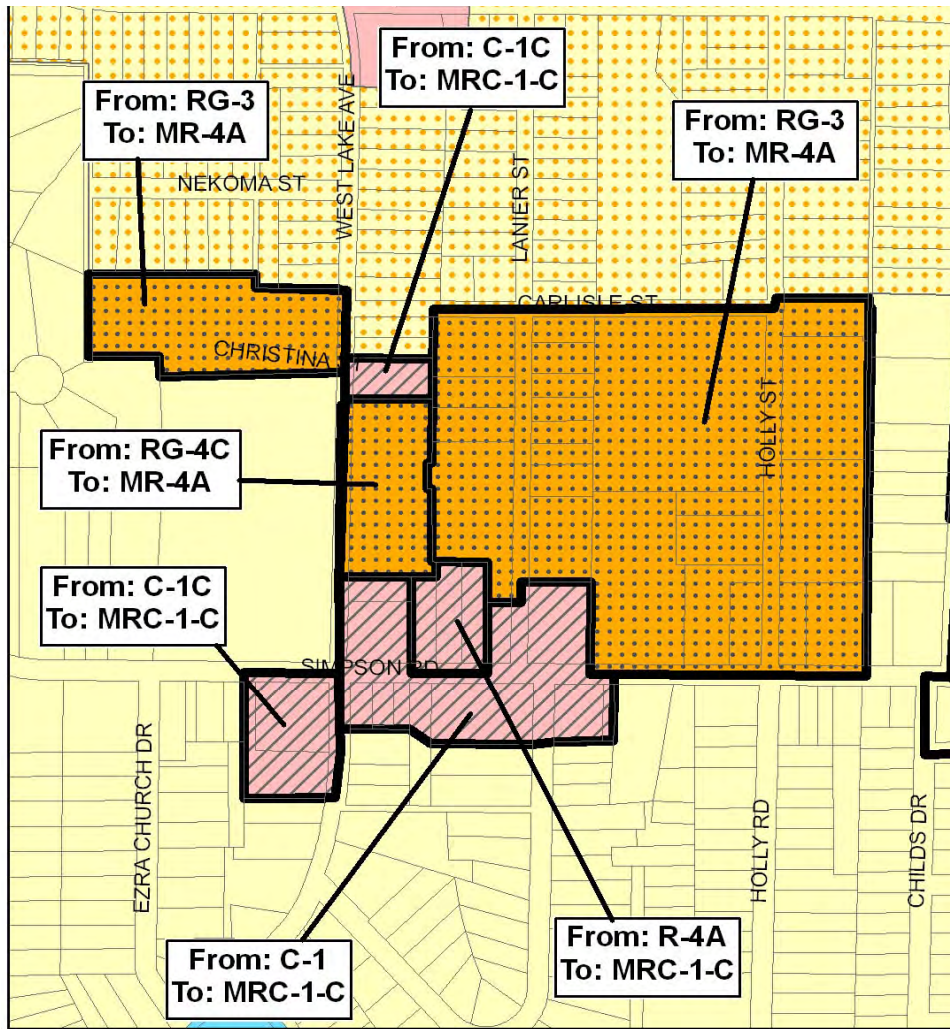 From: C-1C
To: MRC-1-C
From: RG-3
To: MR-4A
From: RG-3
To: MR-4A
WEST LAKE AVE
NEKOMA ST
LANIER ST
CARLISLE ST
CHRISTINA
HOLLY ST
From: RG-4C
To: MR-4A
From: C-1C
To: MRC-1-C
SIMPSON RD
EZRA CHURCH DR
HOLLY RD
CHILDS DR
From: C-1
To: MRC-1-C
From: R-4A
To: MRC-1-C